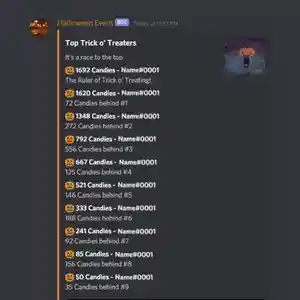 Halloween Event BOT
Top Trick o' Treaters
It's a race to the top
1692 Candies - Name#0001
The Ruler of Trick o' Treating!
1620 Candies - Name#0001
72 Candies behind #1
1348 Candies - Name#0001
272 Candies behind #2
792 Candies - Name#0001
556 Candies behind #3
667 Candies - Name#0001
125 Candies behind #4
521 Candies - Name#0001
146 Candies behind #5
333 Candies - Name#0001
188 Candies behind #6
241 Candies - Name#0001
92 Candies behind #7
85 Candies - Name#0001
156 Candies behind #8
50 Candies - Name#0001
35 Candies behind #9